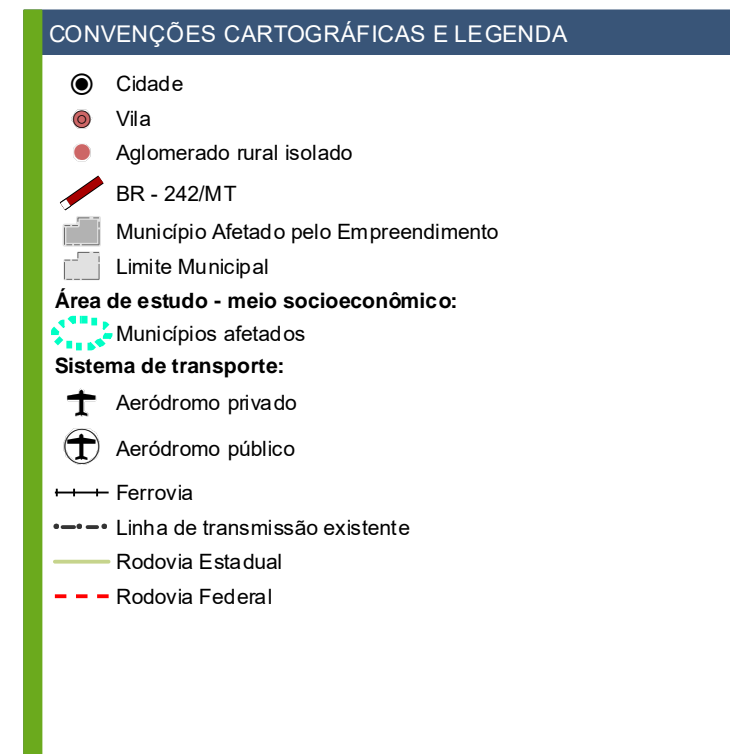 CONVENÇÕES CARTOGRÁFICAS E LEGENDA
Cidade
Vila
Aglomerado rural isolado
BR - 242/MT
Município Afetado pelo Empreendimento
Limite Municipal
Área de estudo - meio socioeconômico:
Municípios afetados
Sistema de transporte:
Aeródromo privado
Aeródromo público
Ferrovia
Linha de transmissão existente
Rodovia Estadual
Rodovia Federal